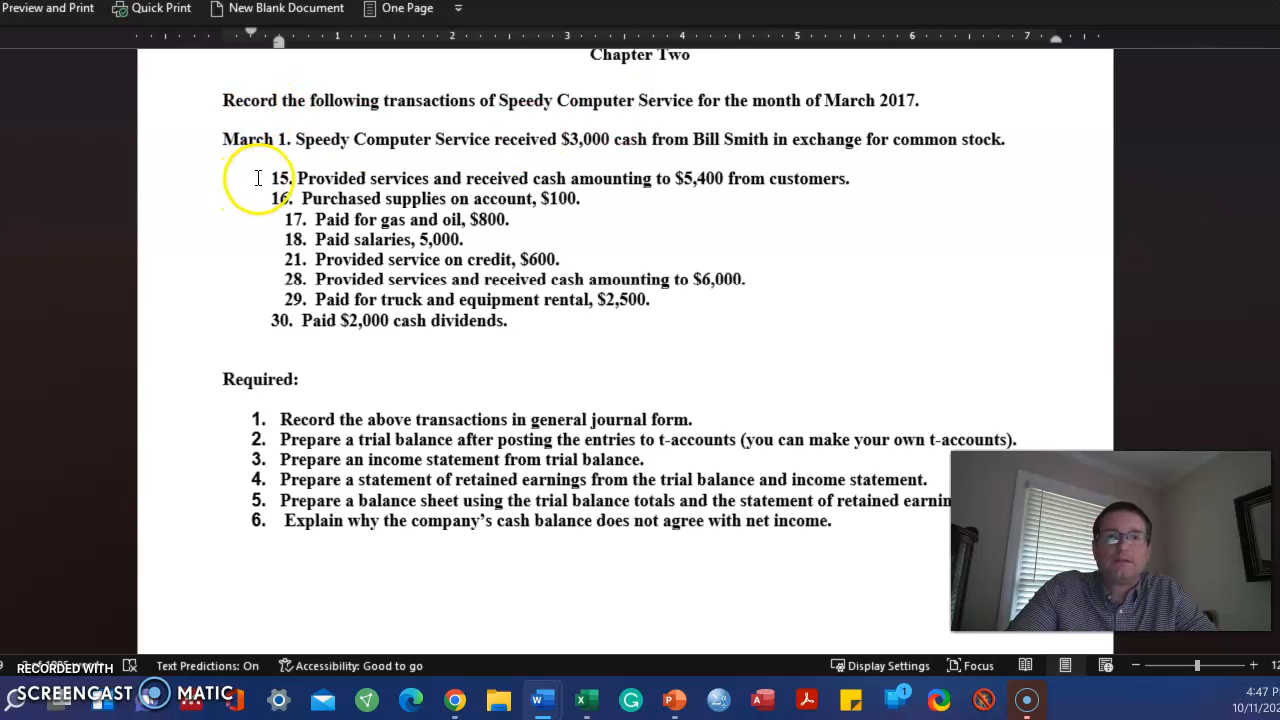 Preview and Print Quick Print New Blank Document One Page
1 2 3 4 5 6 7
Chapter Two
Record the following transactions of Speedy Computer Service for the month of March 2017.
March 1. Speedy Computer Service received $3,000 cash from Bill Smith in exchange for common stock.
15. Provided services and received cash amounting to $5,400 from customers.
16. Purchased supplies on account, $100.
17. Paid for gas and oil, $800.
18. Paid salaries, 5,000.
21. Provided service on credit, $600.
28. Provided services and received cash amounting to $6,000.
29. Paid for truck and equipment rental, $2,500.
30. Paid $2,000 cash dividends.
Required:
1. Record the above transactions in general journal form.
2. Prepare a trial balance after posting the entries to t-accounts (you can make your own t-accounts).
3. Prepare an income statement from trial balance.
4. Prepare a statement of retained earnings from the trial balance and income statement.
5. Prepare a balance sheet using the trial balance totals and the statement of retained earnin
6. Explain why the company's cash balance does not agree with net income.
Text Predictions: On Accessibility: Good to go Display Settings Focus
RECORDED WITH
SCREENCAST MATIC
1
4:47 P
10/11/202